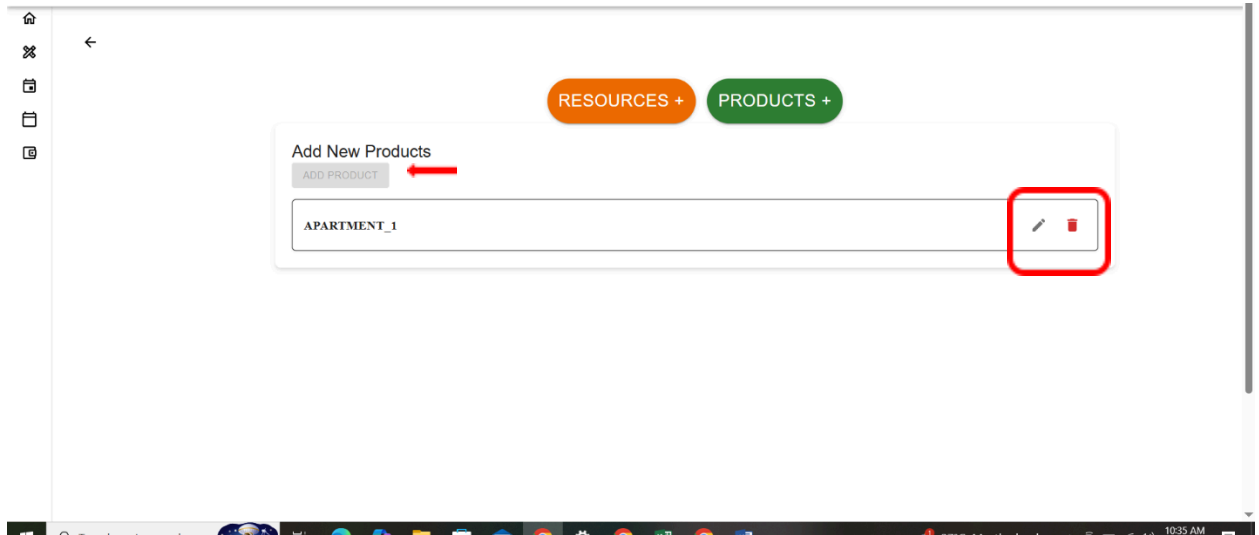 RESOURCES +
PRODUCTS +
Add New Products
ADD PRODUCT
APARTMENT_1
10:35 AM